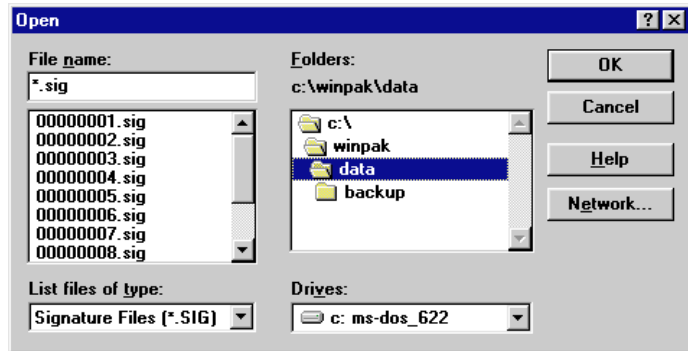 Open
File name:
*.sig
00000001.sig
00000002.sig
00000003.sig
00000004.sig
00000005.sig
00000006.sig
00000007.sig
00000008.sig
List files of type:
Signature Files (*.SIG)
Folders:
c:\winpak\data
c:\
winpak
data
backup
Drives:
c: ms-dos_622
OK
Cancel
Help
Network...